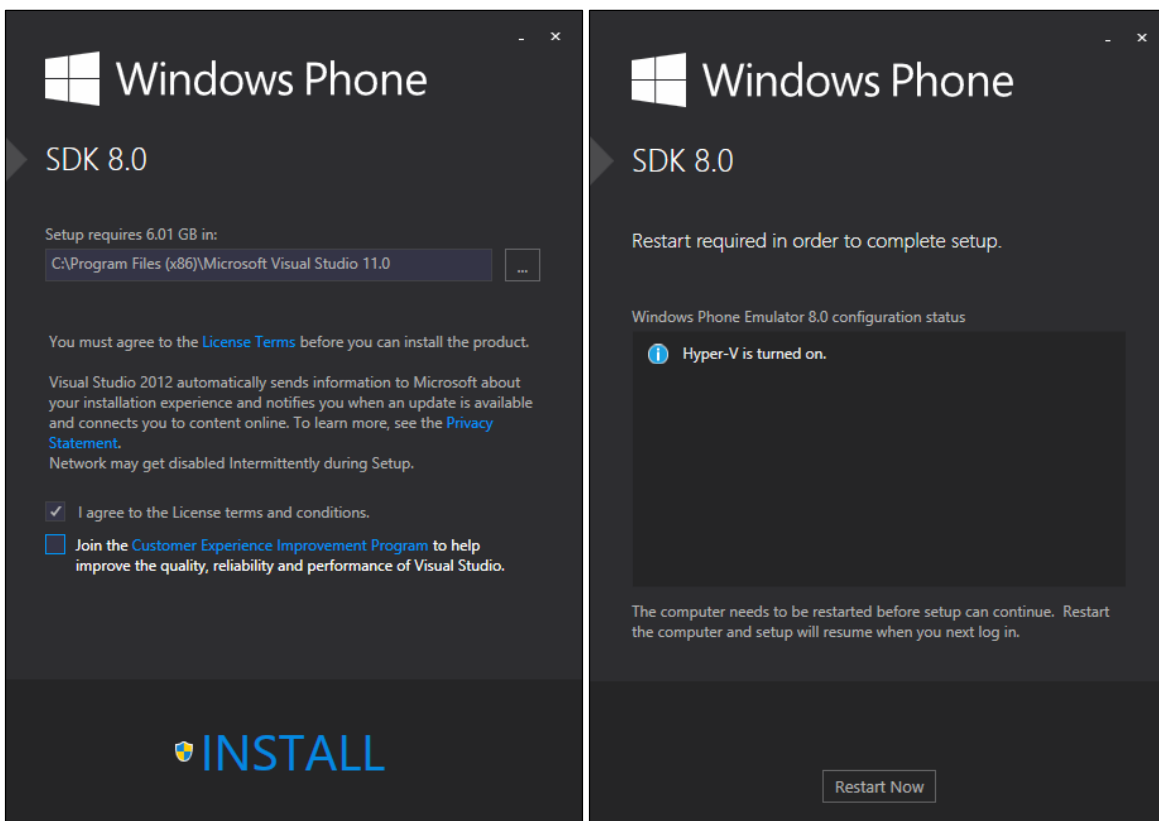 Windows Phone
SDK 8.0
Setup requires 6.01 GB in:
C:\Program Files (x86)\Microsoft Visual Studio 11.0
...
You must agree to the License Terms before you can install the product.
Visual Studio 2012 automatically sends information to Microsoft about
your installation experience and notifies you when an update is available
and connects you to content online. To learn more, see the Privacy
Statement.
Network may get disabled Intermittently during Setup.
I agree to the License terms and conditions.
Join the Customer Experience Improvement Program to help
improve the quality, reliability and performance of Visual Studio.
INSTALL
Windows Phone
SDK 8.0
Restart required in order to complete setup.
Windows Phone Emulator 8.0 configuration status
Hyper-V is turned on.
The computer needs to be restarted before setup can continue. Restart
the computer and setup will resume when you next log in.
Restart Now